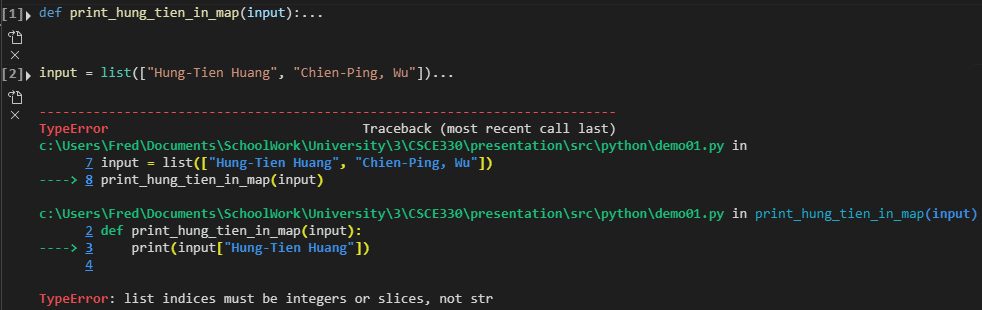 [1] def print_hung_tien_in_map(input):...
[2] input = list(["Hung-Tien Huang", "Chien-Ping, Wu"])...
---------------------------------------------------------------------------
TypeError                                 Traceback (most recent call last)
c:\Users\Fred\Documents\SchoolWork\University\3\CSCE330\presentation\src\python\demo01.py in
      7 input = list(["Hung-Tien Huang", "Chien-Ping, Wu"])
----> 8 print_hung_tien_in_map(input)
c:\Users\Fred\Documents\SchoolWork\University\3\CSCE330\presentation\src\python\demo01.py in print_hung_tien_in_map(input)
      2 def print_hung_tien_in_map(input):
----> 3     print(input["Hung-Tien Huang"])
      4
TypeError: list indices must be integers or slices, not str